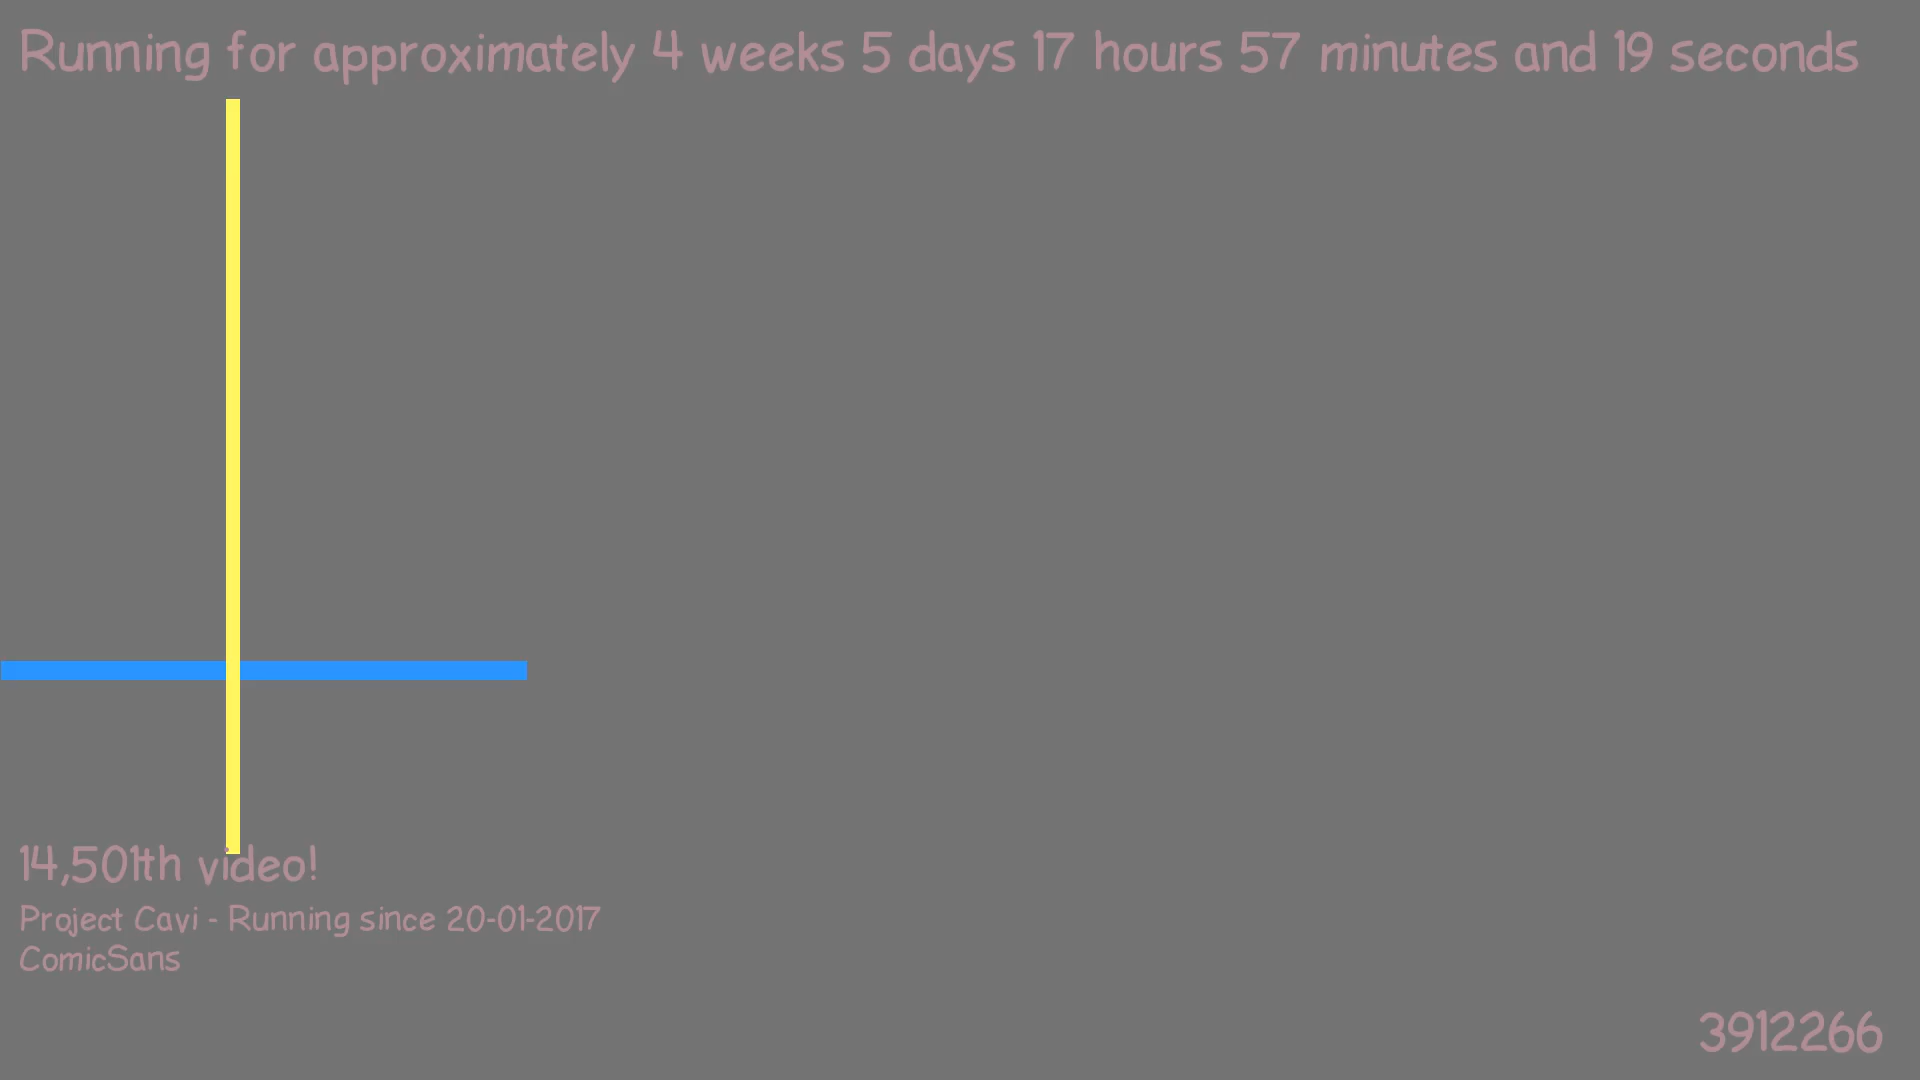 Running for approximately 4 weeks 5 days 17 hours 57 minutes and 19 seconds
14,501th video!
Project Cavi - Running since 20-01-2017
ComicSans
3912266